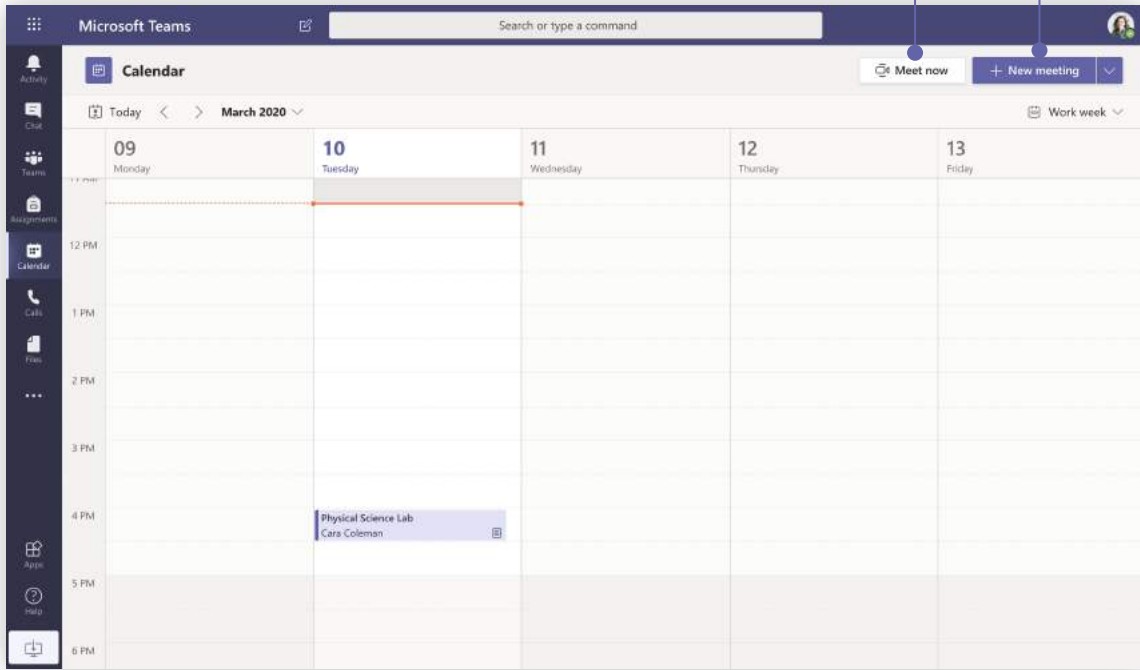 Microsoft Teams
Search or type a command
Activity
Chat
Teams
Assignments
Calendar
Calls
Files
Apps
Help
Calendar
Meet now
+ New meeting
Today
March 2020
Work week
09
Monday
10
Tuesday
11
Wednesday
12
Thursday
13
Friday
11 AM
12 PM
1 PM
2 PM
3 PM
4 PM
Physical Science Lab
Cara Coleman
5 PM
6 PM